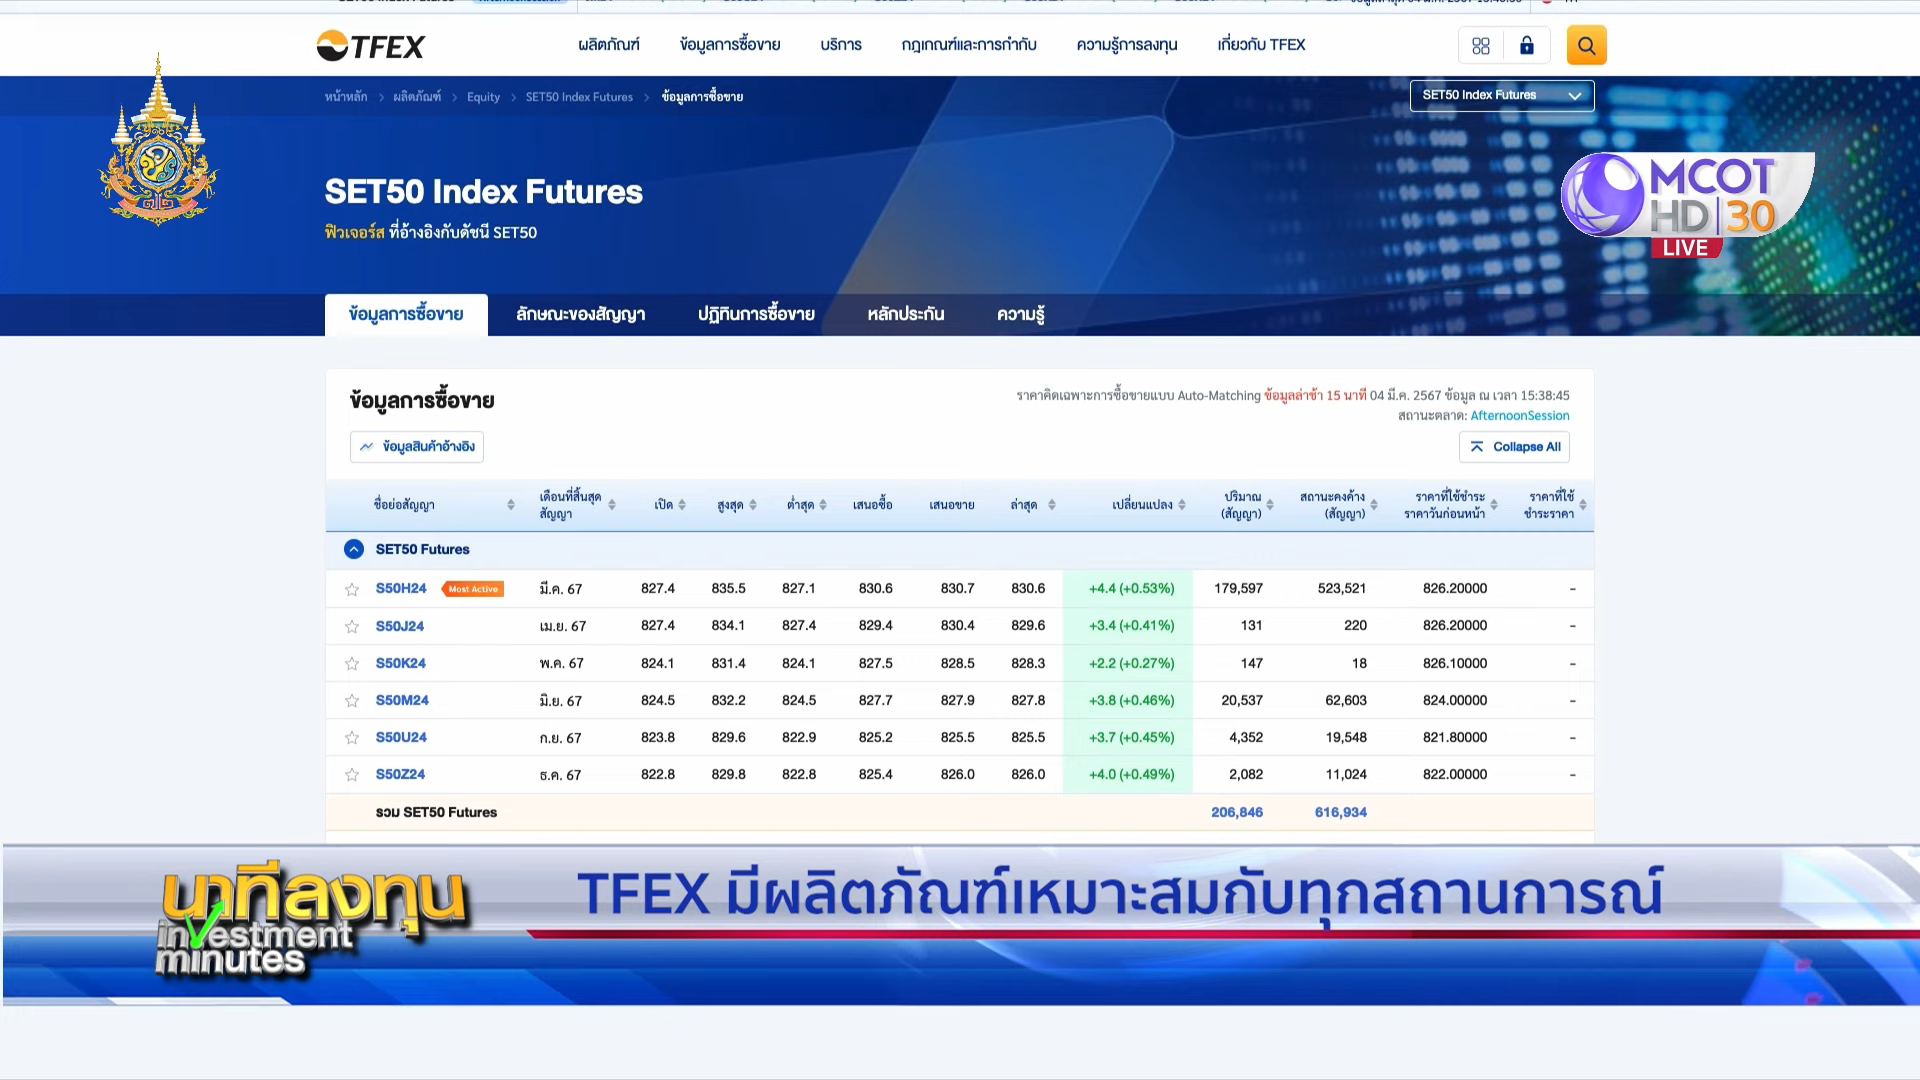 TFEX
ผลิตภัณฑ์ ข้อมูลการซื้อขาย บริการ กฎเกณฑ์และการกำกับ ความรู้การลงทุน เกี่ยวกับ TFEX
หน้าหลัก > ผลิตภัณฑ์ > Equity > SET50 Index Futures > ข้อมูลการซื้อขาย
SET50 Index Futures
MCOT
HD 30
LIVE
SET50 Index Futures
ฟิวเจอร์ส ที่อ้างอิงกับดัชนี SET50
ข้อมูลการซื้อขาย ลักษณะของสัญญา ปฏิทินการซื้อขาย หลักประกัน ความรู้
ข้อมูลการซื้อขาย
ราคาคิดเฉพาะการซื้อขายแบบ Auto-Matching ข้อมูลล่าช้า 15 นาที 04 มี.ค. 2567 ข้อมูล ณ เวลา 15:38:45
สถานะตลาด: AfternoonSession
ข้อมูลสินค้าอ้างอิง
Collapse All
ชื่อย่อสัญญา เดือนที่สิ้นสุดสัญญา เปิด สูงสุด ต่ำสุด เสนอซื้อ เสนอขาย ล่าสุด เปลี่ยนแปลง ปริมาณ (สัญญา) สถานะคงค้าง (สัญญา) ราคาที่ใช้ชำระราคาวันก่อนหน้า ราคาที่ใช้ชำระราคา
SET50 Futures
S50H24 Most Active มี.ค. 67 827.4 835.5 827.1 830.6 830.7 830.6 +4.4 (+0.53%) 179,597 523,521 826.20000 -
S50J24 เม.ย. 67 827.4 834.1 827.4 829.4 830.4 829.6 +3.4 (+0.41%) 131 220 826.20000 -
S50K24 พ.ค. 67 824.1 831.4 824.1 827.5 828.5 828.3 +2.2 (+0.27%) 147 18 826.10000 -
S50M24 มิ.ย. 67 824.5 832.2 824.5 827.7 827.9 827.8 +3.8 (+0.46%) 20,537 62,603 824.00000 -
S50U24 ก.ย. 67 823.8 829.6 822.9 825.2 825.5 825.5 +3.7 (+0.45%) 4,352 19,548 821.80000 -
S50Z24 ธ.ค. 67 822.8 829.8 822.8 825.4 826.0 826.0 +4.0 (+0.49%) 2,082 11,024 822.00000 -
รวม SET50 Futures 206,846 616,934
นาทีลงทุน
investment
minutes
TFEX มีผลิตภัณฑ์เหมาะสมกับทุกสถานการณ์